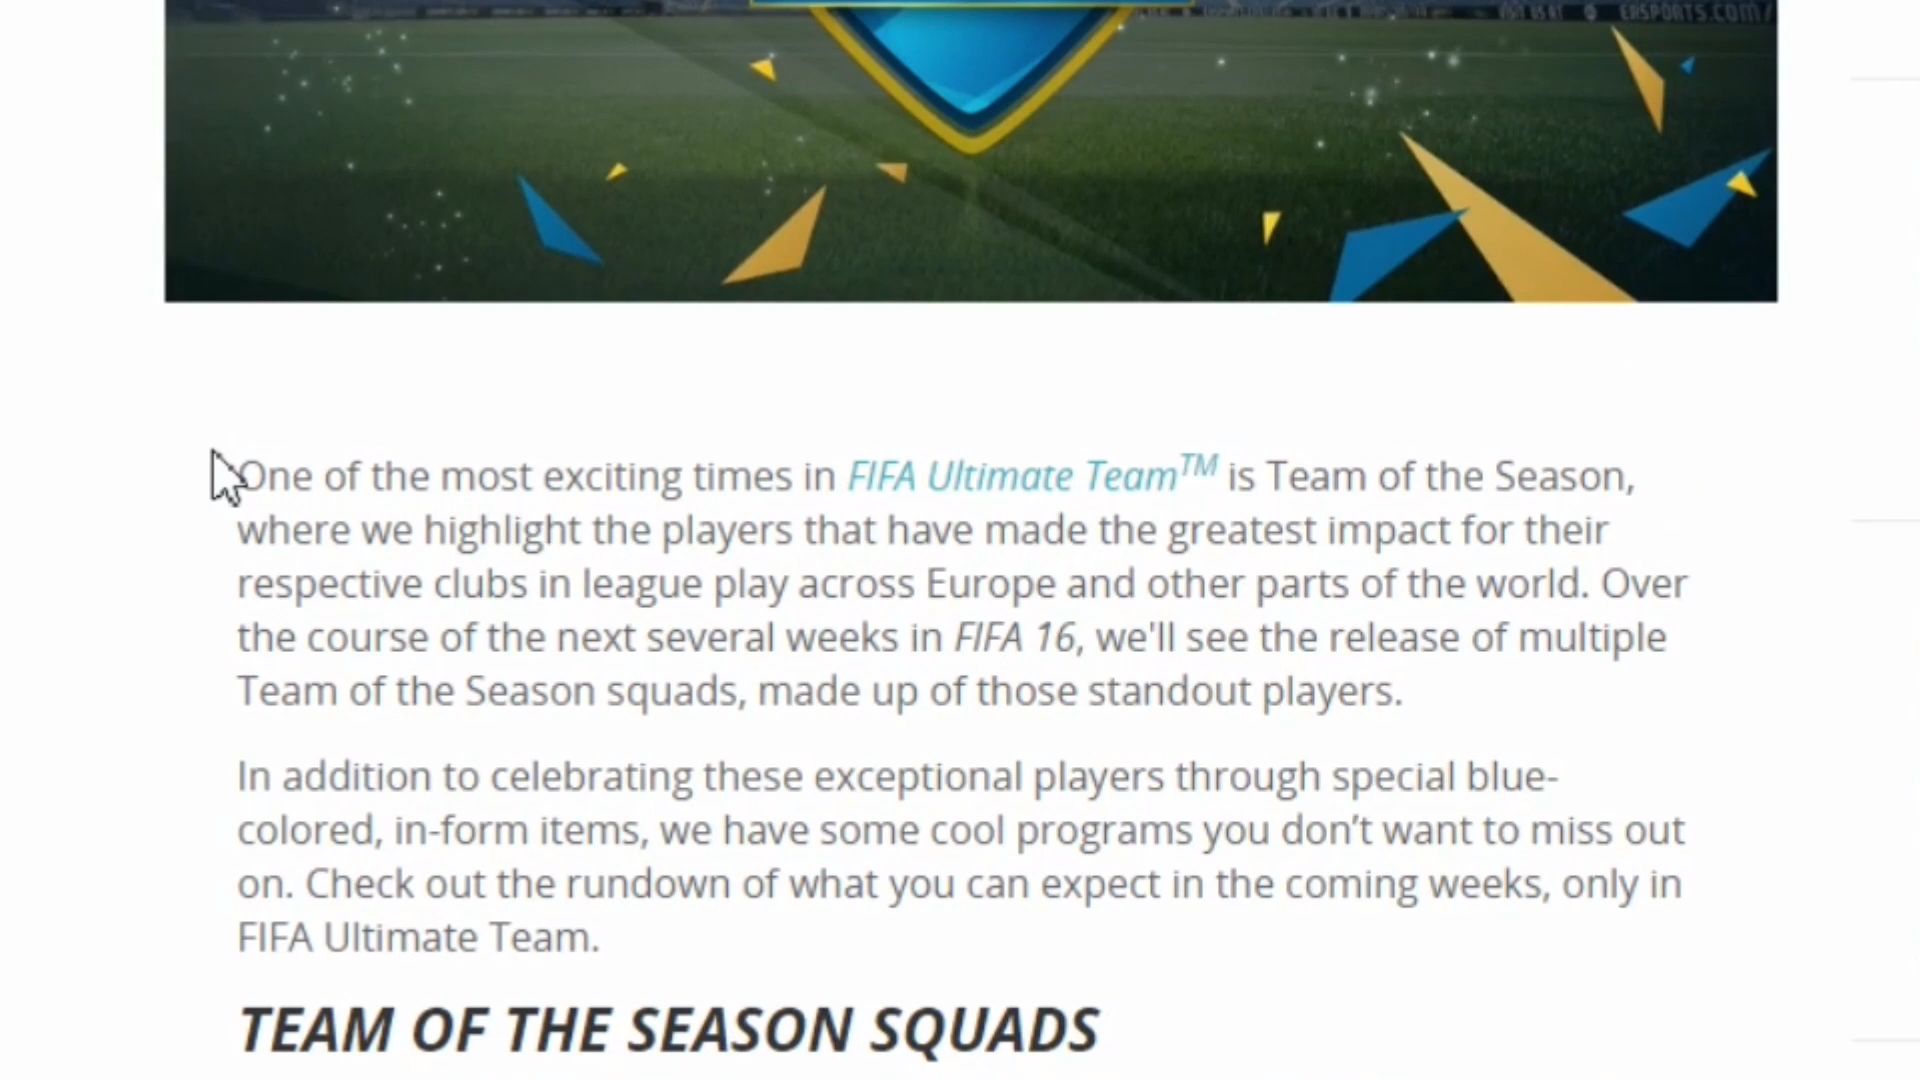 EASPORTS.COM/
One of the most exciting times in FIFA Ultimate Team™ is Team of the Season,
where we highlight the players that have made the greatest impact for their
respective clubs in league play across Europe and other parts of the world. Over
the course of the next several weeks in FIFA 16, we'll see the release of multiple
Team of the Season squads, made up of those standout players.
In addition to celebrating these exceptional players through special blue-
colored, in-form items, we have some cool programs you don’t want to miss out
on. Check out the rundown of what you can expect in the coming weeks, only in
FIFA Ultimate Team.
TEAM OF THE SEASON SQUADS